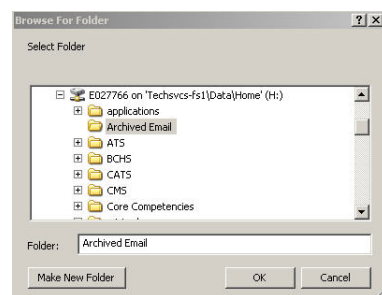 Browse For Folder
Select Folder
E027766 on 'Techsvcs-fs1\Data\Home' (H:)
applications
Archived Email
ATS
BCHS
CATS
CMS
Core Competencies
Folder: Archived Email
Make New Folder OK Cancel